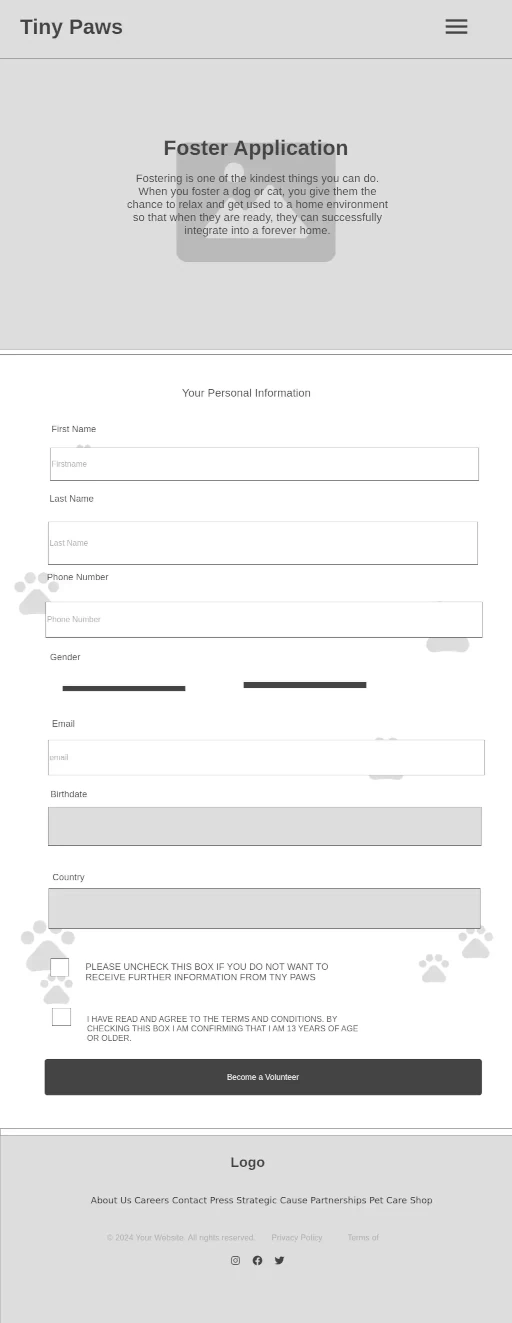 Tiny Paws
Foster Application
Fostering is one of the kindest things you can do.
When you foster a dog or cat, you give them the
chance to relax and get used to a home environment
so that when they are ready, they can successfully
integrate into a forever home.
Your Personal Information
First Name
Firstname
Last Name
Last Name
Phone Number
Phone Number
Gender
Email
email
Birthdate
Country
PLEASE UNCHECK THIS BOX IF YOU DO NOT WANT TO
RECEIVE FURTHER INFORMATION FROM TNY PAWS
I HAVE READ AND AGREE TO THE TERMS AND CONDITIONS. BY
CHECKING THIS BOX I AM CONFIRMING THAT I AM 13 YEARS OF AGE
OR OLDER.
Become a Volunteer
Logo
About Us Careers Contact Press Strategic Cause Partnerships Pet Care Shop
© 2024 Your Website. All rights reserved. Privacy Policy Terms of